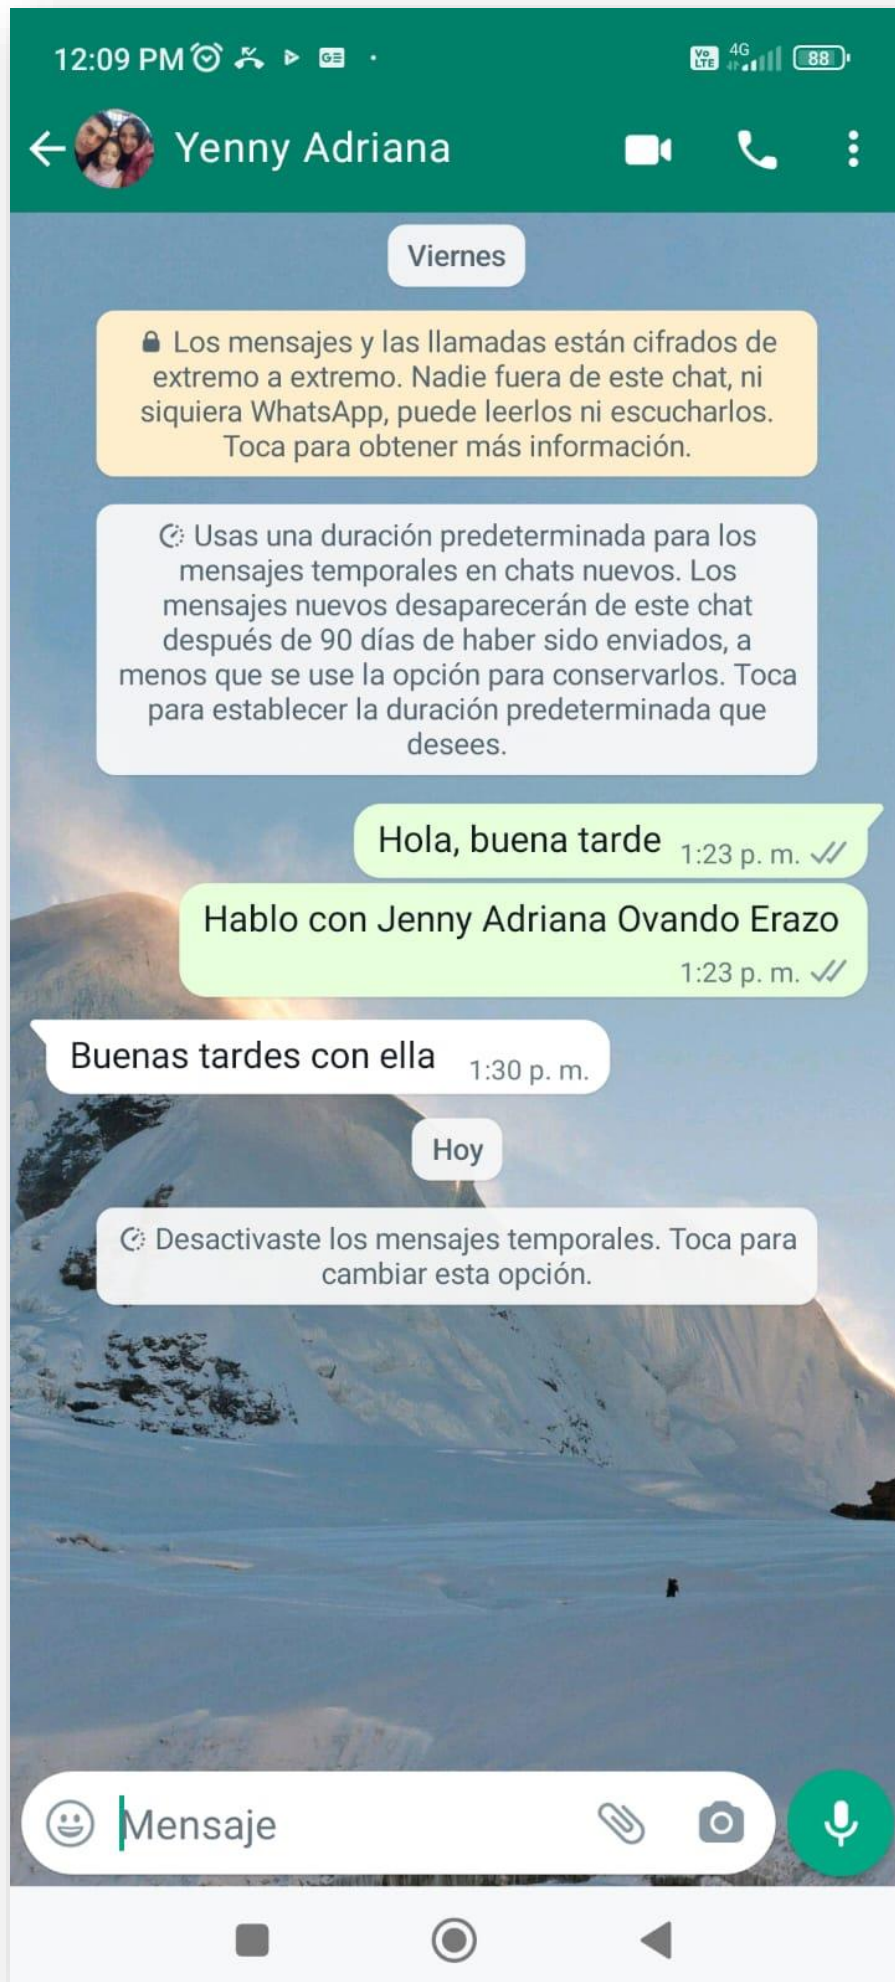 12:09 PM
Vo LTE 4G 88
GE
Yenny Adriana
Viernes
Los mensajes y las llamadas están cifrados de
extremo a extremo. Nadie fuera de este chat, ni
siquiera WhatsApp, puede leerlos ni escucharlos.
Toca para obtener más información.
Usas una duración predeterminada para los
mensajes temporales en chats nuevos. Los
mensajes nuevos desaparecerán de este chat
después de 90 días de haber sido enviados, a
menos que se use la opción para conservarlos. Toca
para establecer la duración predeterminada que
desees.
Hola, buena tarde 1:23 p. m.
Hablo con Jenny Adriana Ovando Erazo
1:23 p. m.
Buenas tardes con ella 1:30 p. m.
Hoy
Desactivaste los mensajes temporales. Toca para
cambiar esta opción.
Mensaje